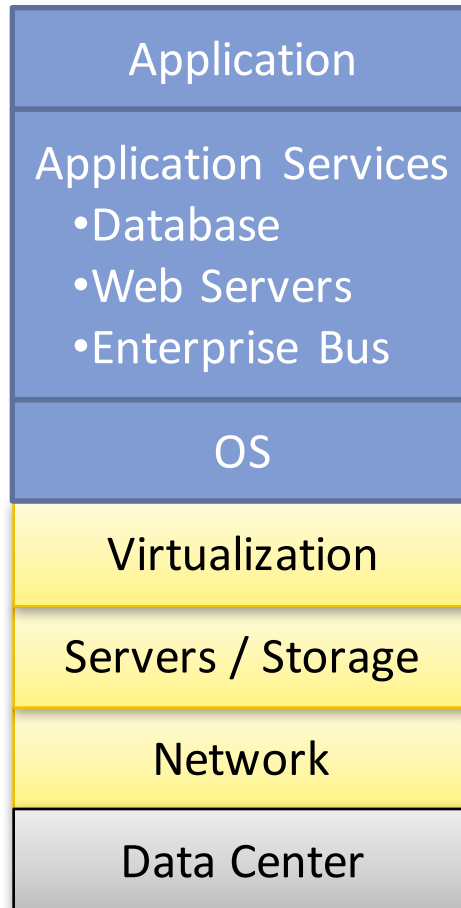 Application
Application Services
•Database
•Web Servers
•Enterprise Bus
OS
Virtualization
Servers / Storage
Network
Data Center